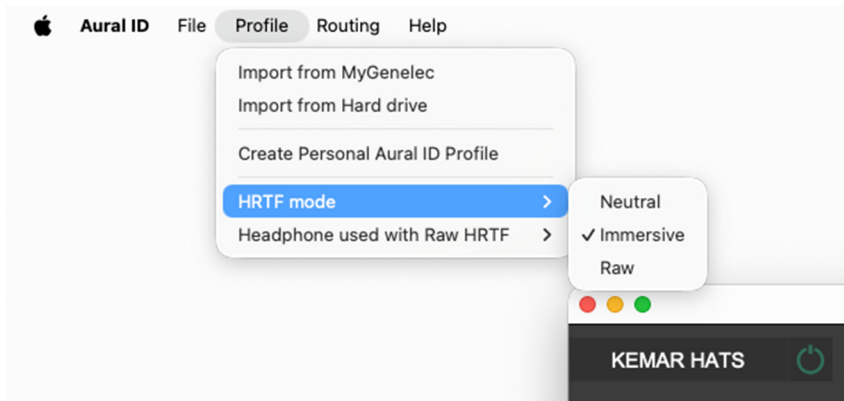 Aural ID File Profile Routing Help
Import from MyGenelec
Import from Hard drive
Create Personal Aural ID Profile
HRTF mode
Headphone used with Raw HRTF
Neutral
Immersive
Raw
KEMAR HATS